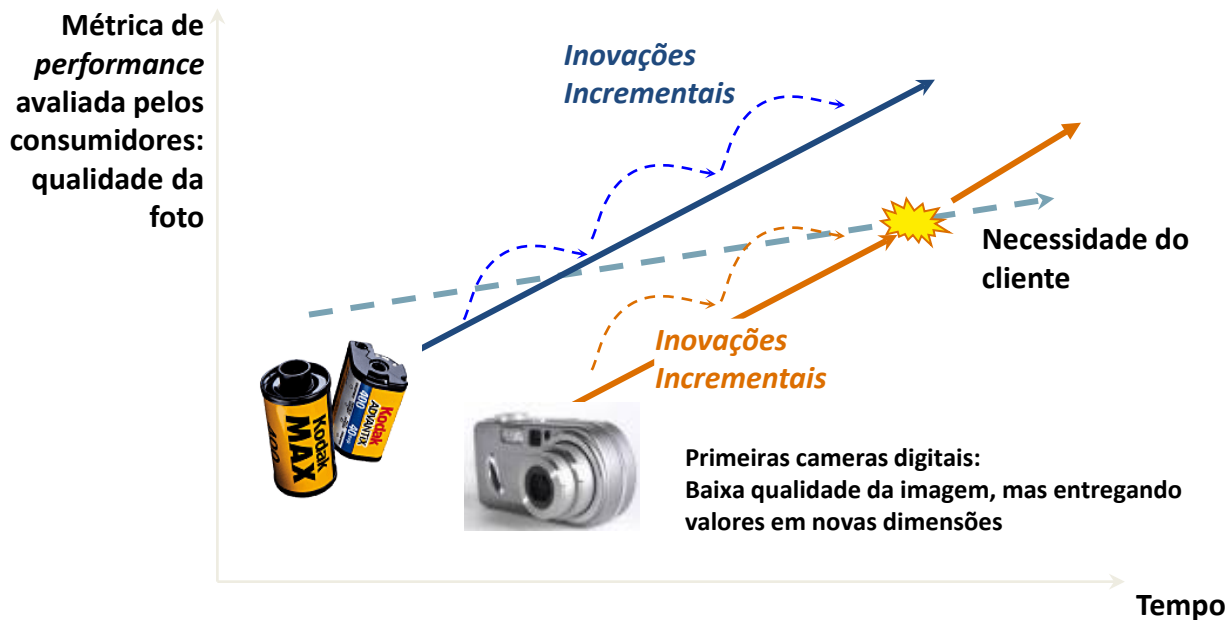 Métrica de
performance
avaliada pelos
consumidores:
qualidade da
foto
Inovações
Incrementais
Necessidade do
cliente
Inovações
Incrementais
Kodak
MAX
400
Kodak
ADVANTIX
400
40
Primeiras cameras digitais:
Baixa qualidade da imagem, mas entregando
valores em novas dimensões
Tempo